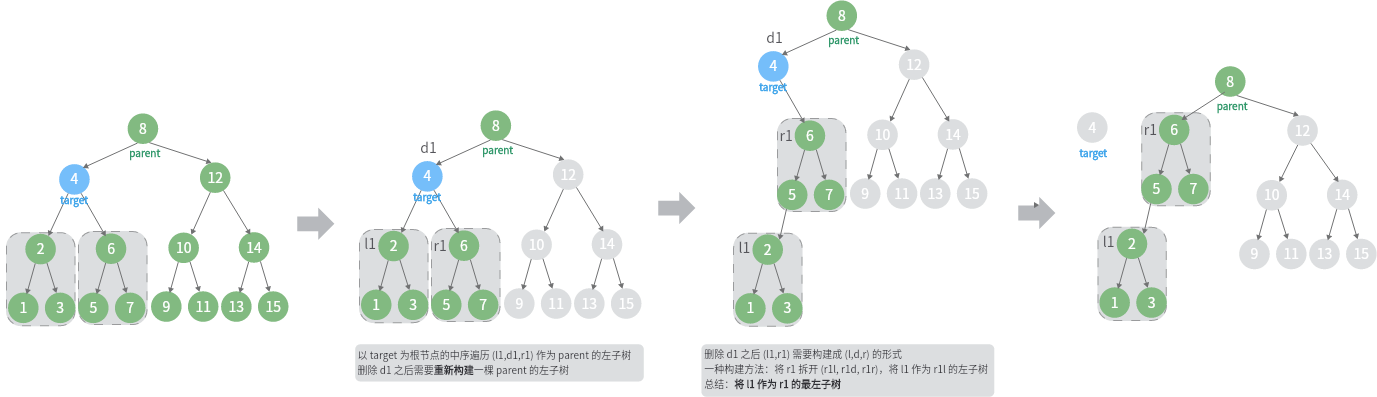 8
parent
4
target
12
2
6
10
14
1
3
5
7
9
11
13
15
8
parent
d1
4
target
12
l1
2
r1
6
10
14
1
3
5
7
9
11
13
15
以 target 为根节点的中序遍历 (l1,d1,r1) 作为 parent 的左子树
删除 d1 之后需要重新构建一棵 parent 的左子树
8
parent
d1
4
target
12
r1
6
10
14
5
7
9
11
13
15
l1
2
1
3
删除 d1 之后 (l1,r1) 需要构建成 (l,d,r) 的形式
一种构建方法：将 r1 拆开 (r1l, r1d, r1r)，将 l1 作为 r1l 的左子树
总结：将 l1 作为 r1 的最左子树
8
parent
4
target
r1
6
12
5
7
10
14
l1
2
9
11
13
15
1
3